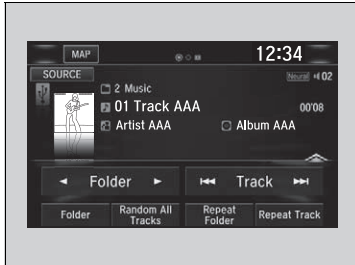 MAP 12:34
SOURCE Neural 02
2 Music
01 Track AAA 00'08
Artist AAA Album AAA
Folder Track
Folder Random All Tracks Repeat Folder Repeat Track